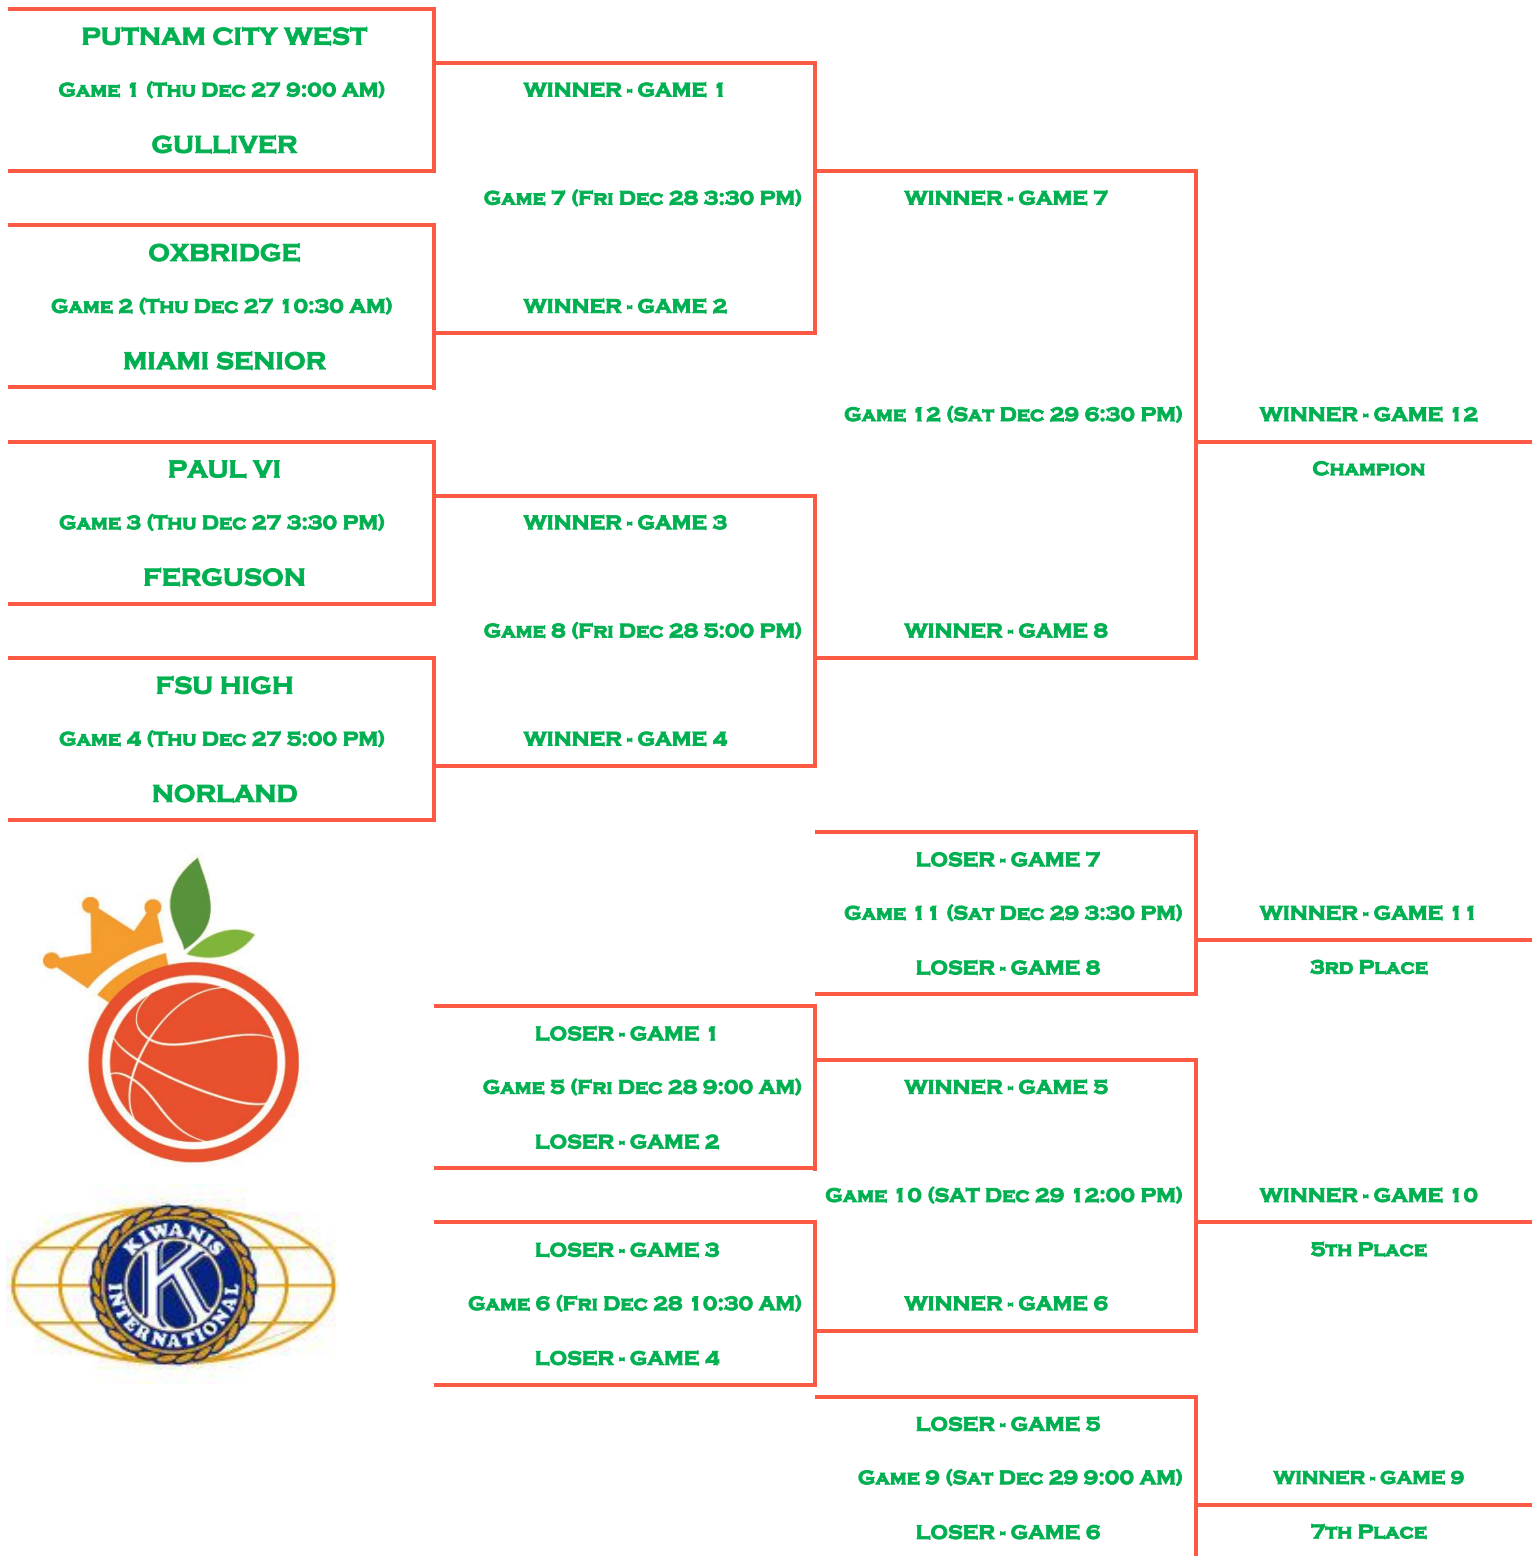 PUTNAM CITY WEST
Game 1 (Thu Dec 27 9:00 AM)
WINNER - GAME 1
GULLIVER
Game 7 (Fri Dec 28 3:30 PM)
WINNER - GAME 7
OXBRIDGE
Game 2 (Thu Dec 27 10:30 AM)
WINNER - GAME 2
MIAMI SENIOR
Game 12 (Sat Dec 29 6:30 PM)
WINNER - GAME 12
Champion
PAUL VI
Game 3 (Thu Dec 27 3:30 PM)
WINNER - GAME 3
FERGUSON
Game 8 (Fri Dec 28 5:00 PM)
WINNER - GAME 8
FSU HIGH
Game 4 (Thu Dec 27 5:00 PM)
WINNER - GAME 4
NORLAND
LOSER - GAME 7
Game 11 (Sat Dec 29 3:30 PM)
WINNER - GAME 11
LOSER - GAME 8
3rd Place
LOSER - GAME 1
Game 5 (Fri Dec 28 9:00 AM)
WINNER - GAME 5
LOSER - GAME 2
Game 10 (SAT Dec 29 12:00 PM)
WINNER - GAME 10
5th Place
LOSER - GAME 3
Game 6 (Fri Dec 28 10:30 AM)
WINNER - GAME 6
LOSER - GAME 4
KIWANIS
K
INTERNATIONAL
LOSER - GAME 5
Game 9 (Sat Dec 29 9:00 AM)
WINNER - GAME 9
LOSER - GAME 6
7th Place